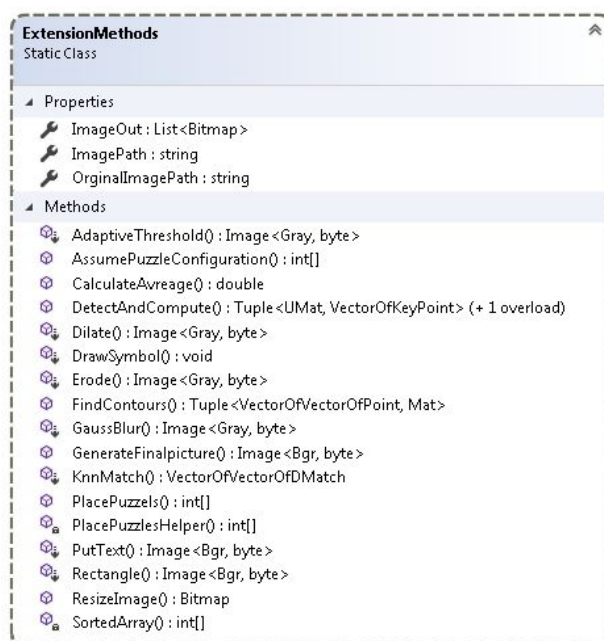 ExtensionMethods
Static Class
Properties
ImageOut : List<Bitmap>
ImagePath : string
OrginalImagePath : string
Methods
AdaptiveThreshold() : Image<Gray, byte>
AssumePuzzleConfiguration() : int[]
CalculateAvreage() : double
DetectAndCompute() : Tuple<UMat, VectorOfKeyPoint> (+ 1 overload)
Dilate() : Image<Gray, byte>
DrawSymbol() : void
Erode() : Image<Gray, byte>
FindContours() : Tuple<VectorOfVectorOfPoint, Mat>
GaussBlur() : Image<Gray, byte>
GenerateFinalpicture() : Image<Bgr, byte>
KnnMatch() : VectorOfVectorOfDMatch
PlacePuzzels() : int[]
PlacePuzzlesHelper() : int[]
PutText() : Image<Bgr, byte>
Rectangle() : Image<Bgr, byte>
ResizeImage() : Bitmap
SortedArray() : int[]